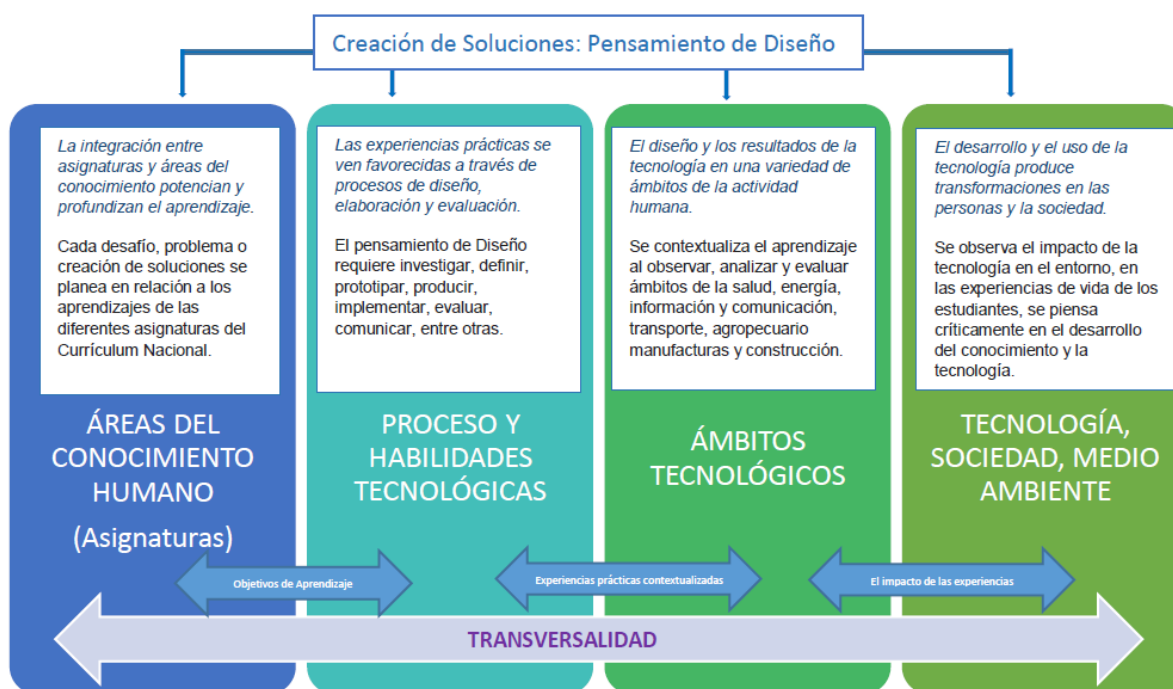 Creación de Soluciones: Pensamiento de Diseño
La integración entre
asignaturas y áreas del
conocimiento potencian y
profundizan el aprendizaje.
Cada desafío, problema o
creación de soluciones se
planea en relación a los
aprendizajes de las
diferentes asignaturas del
Currículum Nacional.
ÁREAS DEL
CONOCIMIENTO
HUMANO
(Asignaturas)
Las experiencias prácticas se
ven favorecidas a través de
procesos de diseño,
elaboración y evaluación.
El pensamiento de Diseño
requiere investigar, definir,
prototipar, producir,
implementar, evaluar,
comunicar, entre otras.
PROCESO Y
HABILIDADES
TECNOLÓGICAS
El diseño y los resultados de la
tecnología en una variedad de
ámbitos de la actividad
humana.
Se contextualiza el aprendizaje
al observar, analizar y evaluar
ámbitos de la salud, energía,
información y comunicación,
transporte, agropecuario
manufacturas y construcción.
ÁMBITOS
TECNOLÓGICOS
El desarrollo y el uso de la
tecnología produce
transformaciones en las
personas y la sociedad.
Se observa el impacto de la
tecnología en el entorno, en
las experiencias de vida de los
estudiantes, se piensa
críticamente en el desarrollo
del conocimiento y la
tecnología.
TECNOLOGÍA,
SOCIEDAD, MEDIO
AMBIENTE
Objetivos de Aprendizaje
Experiencias prácticas contextualizadas
El impacto de las experiencias
TRANSVERSALIDAD